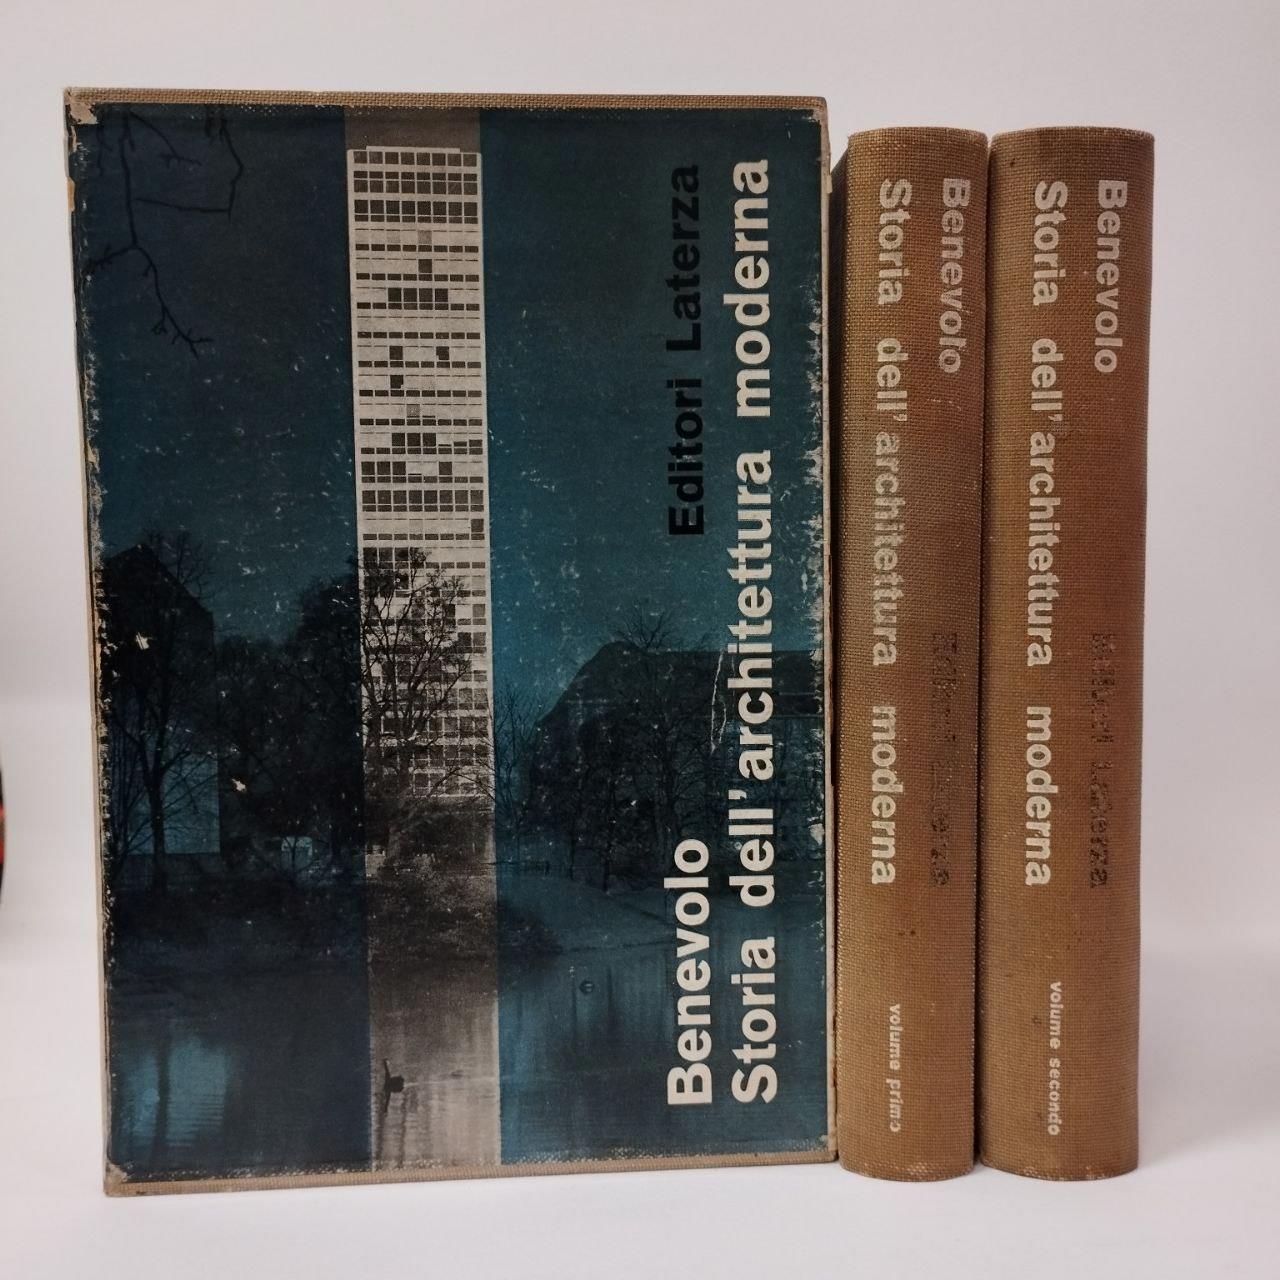 Benevolo
Storia dell'architettura moderna
Editori Laterza
Benevolo
Storia dell'architettura moderna
Editori Laterza
volume primo
Benevolo
Storia dell'architettura moderna
Editori Laterza
volume secondo